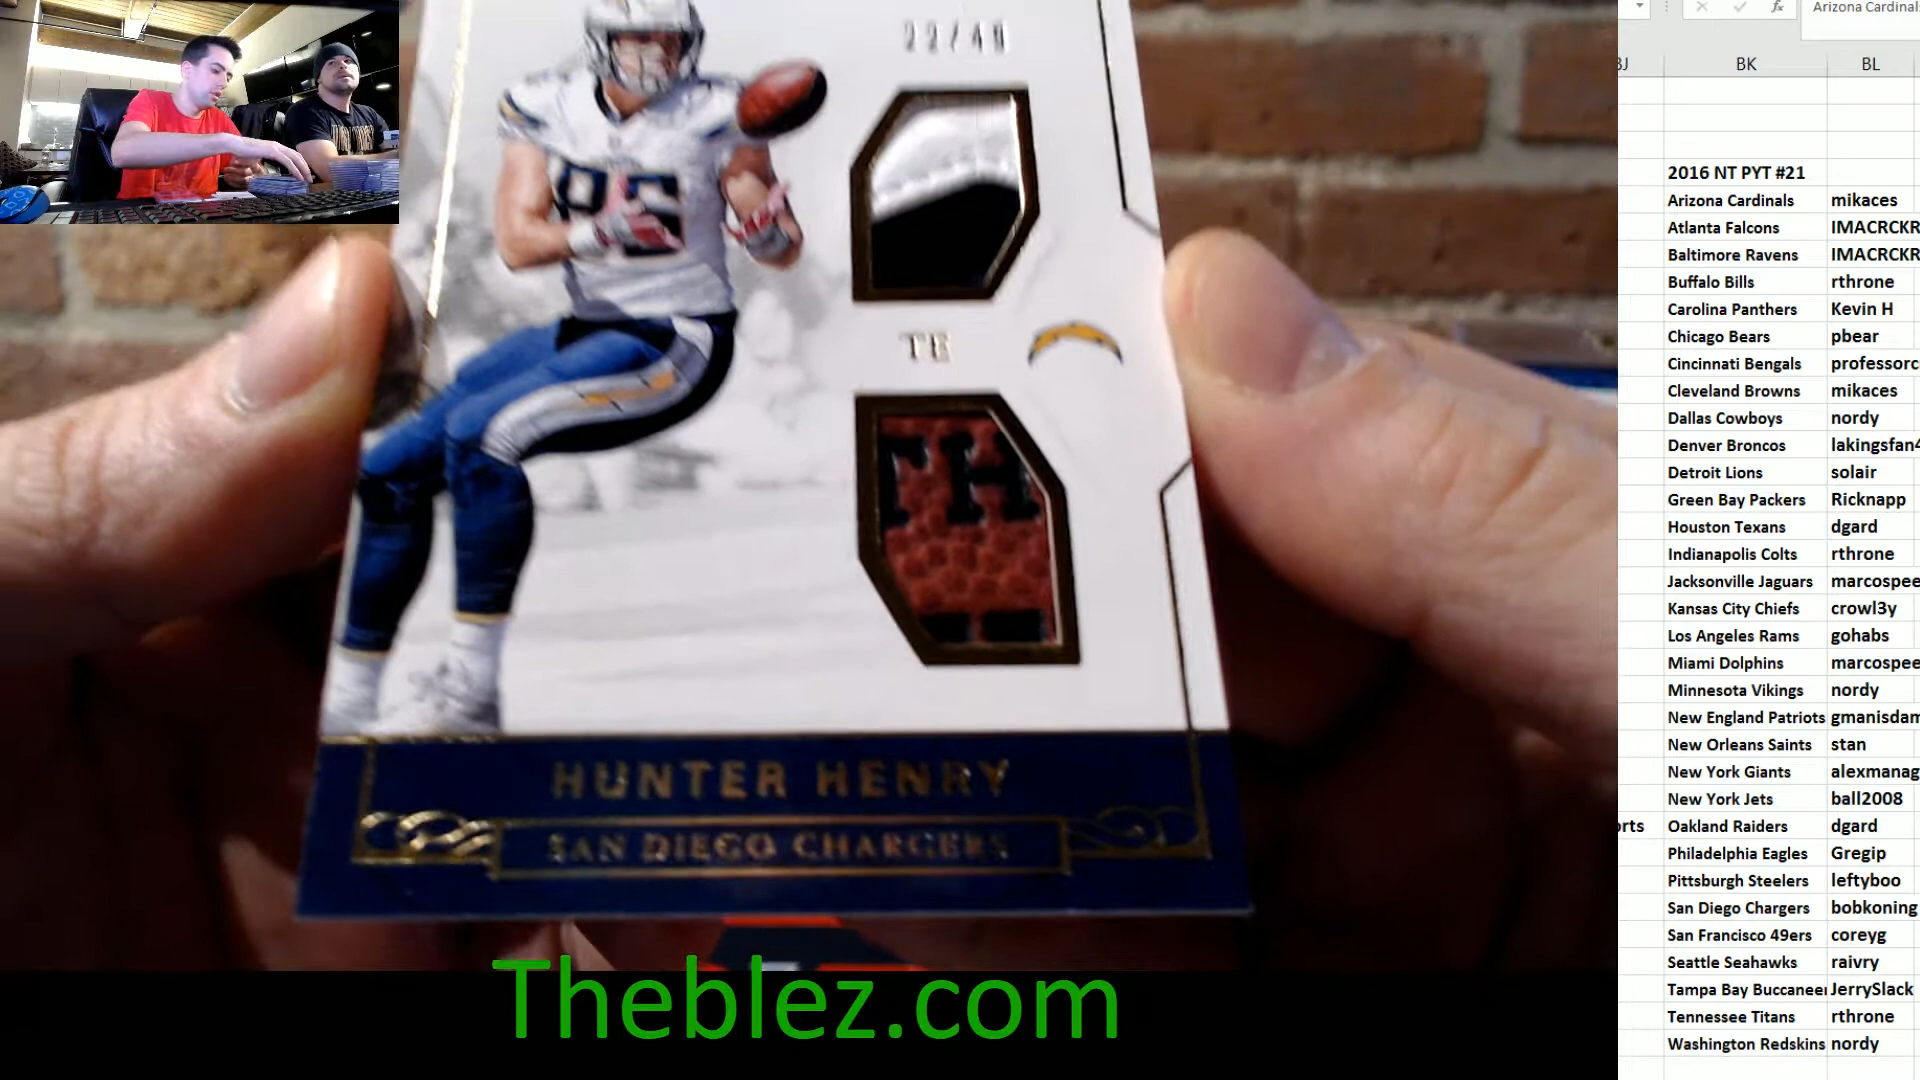 22/49
86
TE
TH
HUNTER HENRY
SAN DIEGO CHARGERS
Theblez.com
Arizona Cardinal
BJ BK BL
2016 NT PYT #21
Arizona Cardinals mikaces
Atlanta Falcons IMACRCKR
Baltimore Ravens IMACRCKR
Buffalo Bills rthrone
Carolina Panthers Kevin H
Chicago Bears pbear
Cincinnati Bengals professorc
Cleveland Browns mikaces
Dallas Cowboys nordy
Denver Broncos lakingsfan4
Detroit Lions solair
Green Bay Packers Ricknapp
Houston Texans dgard
Indianapolis Colts rthrone
Jacksonville Jaguars marcospee
Kansas City Chiefs crowl3y
Los Angeles Rams gohabs
Miami Dolphins marcospee
Minnesota Vikings nordy
New England Patriots gmanisdam
New Orleans Saints stan
New York Giants alexmanag
New York Jets ball2008
orts Oakland Raiders dgard
Philadelphia Eagles Gregip
Pittsburgh Steelers leftyboo
San Diego Chargers bobkoning
San Francisco 49ers coreyg
Seattle Seahawks raivry
Tampa Bay Buccaneer JerrySlack
Tennessee Titans rthrone
Washington Redskins nordy